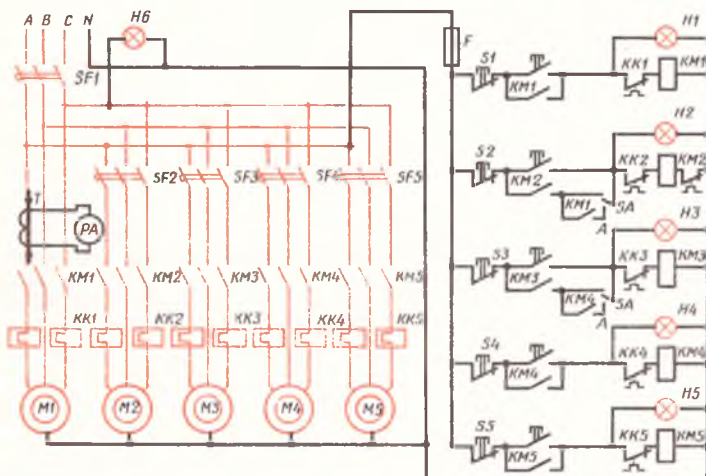 A B C N
H6
SF1
F
SF2 SF3 SF4 SF5
T
PA
KM1 KM2 KM3 KM4 KM5
KK1 KK2 KK3 KK4 KK5
M1 M2 M3 M4 M5
H1
S1 KM1 KK1 KM1
H2
S2 KM2 KK2 KM2
KM1 A SA
H3
S3 KM3 KK3 KM3
KM4 A SA
H4
S4 KM4 KK4 KM4
H5
S5 KM5 KK5 KM5